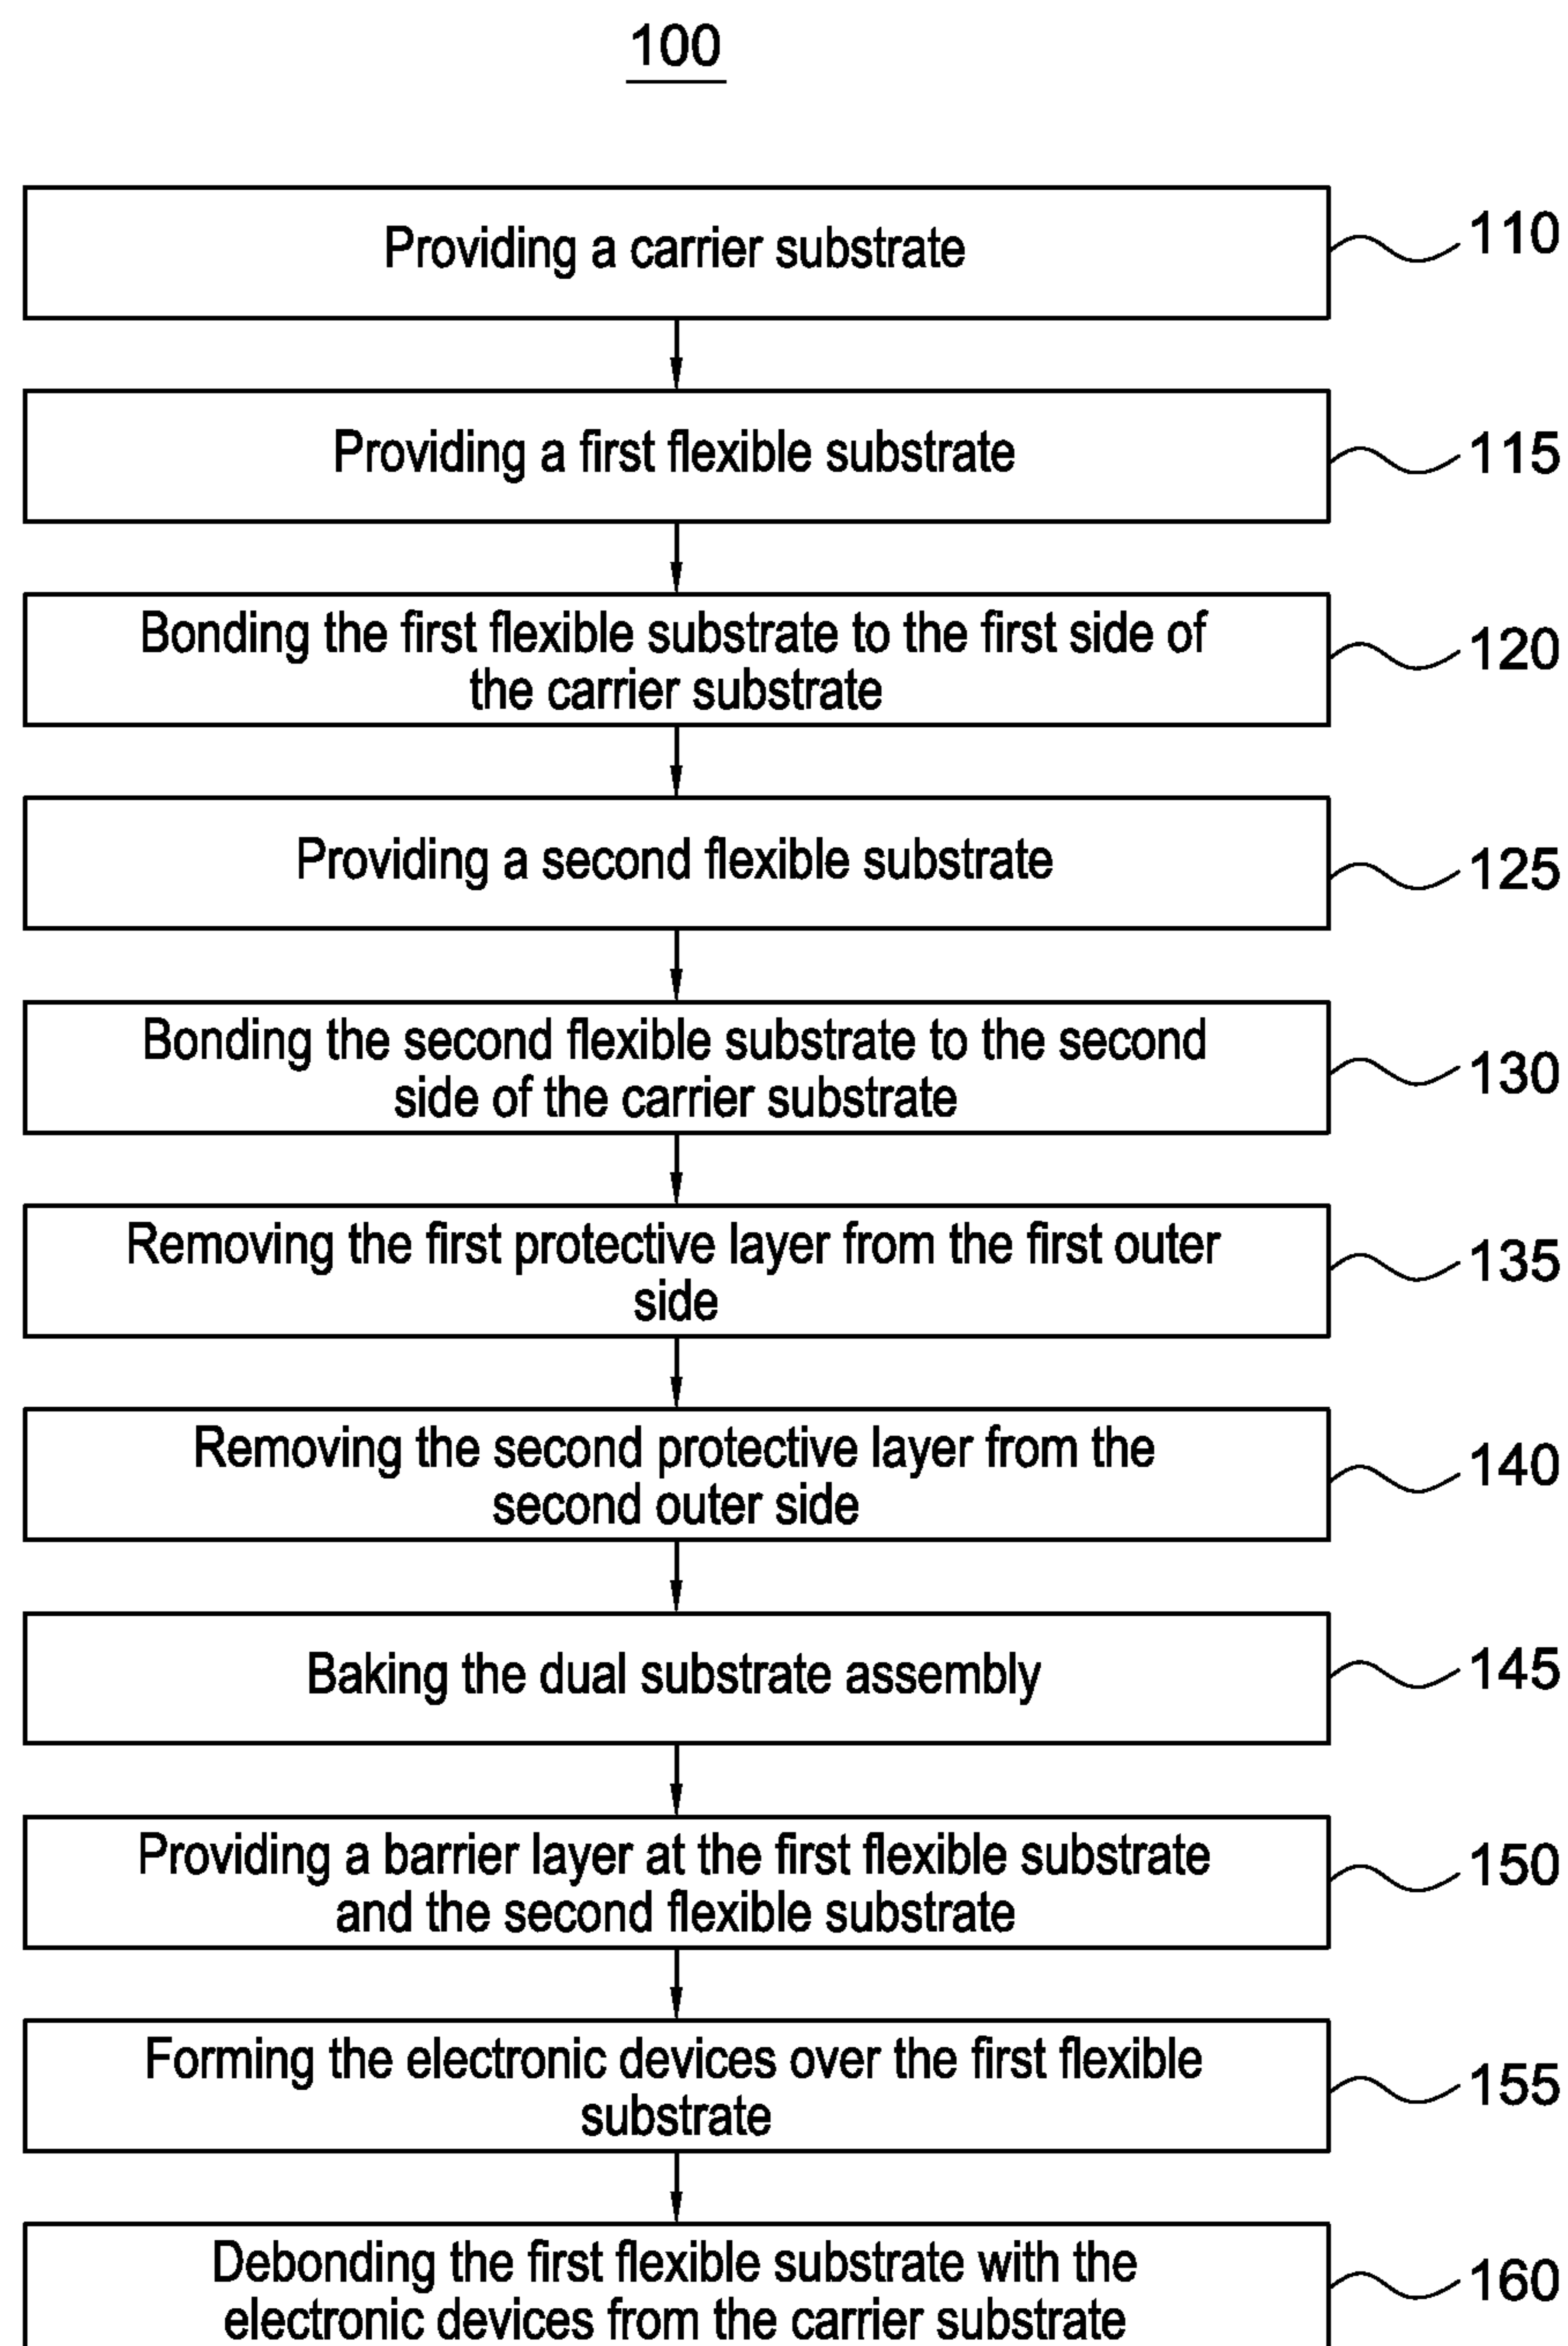 100
Providing a carrier substrate
110
Providing a first flexible substrate
115
Bonding the first flexible substrate to the first side of
the carrier substrate
120
Providing a second flexible substrate
125
Bonding the second flexible substrate to the second
side of the carrier substrate
130
Removing the first protective layer from the first outer
side
135
Removing the second protective layer from the
second outer side
140
Baking the dual substrate assembly
145
Providing a barrier layer at the first flexible substrate
and the second flexible substrate
150
Forming the electronic devices over the first flexible
substrate
155
Debonding the first flexible substrate with the
electronic devices from the carrier substrate
160